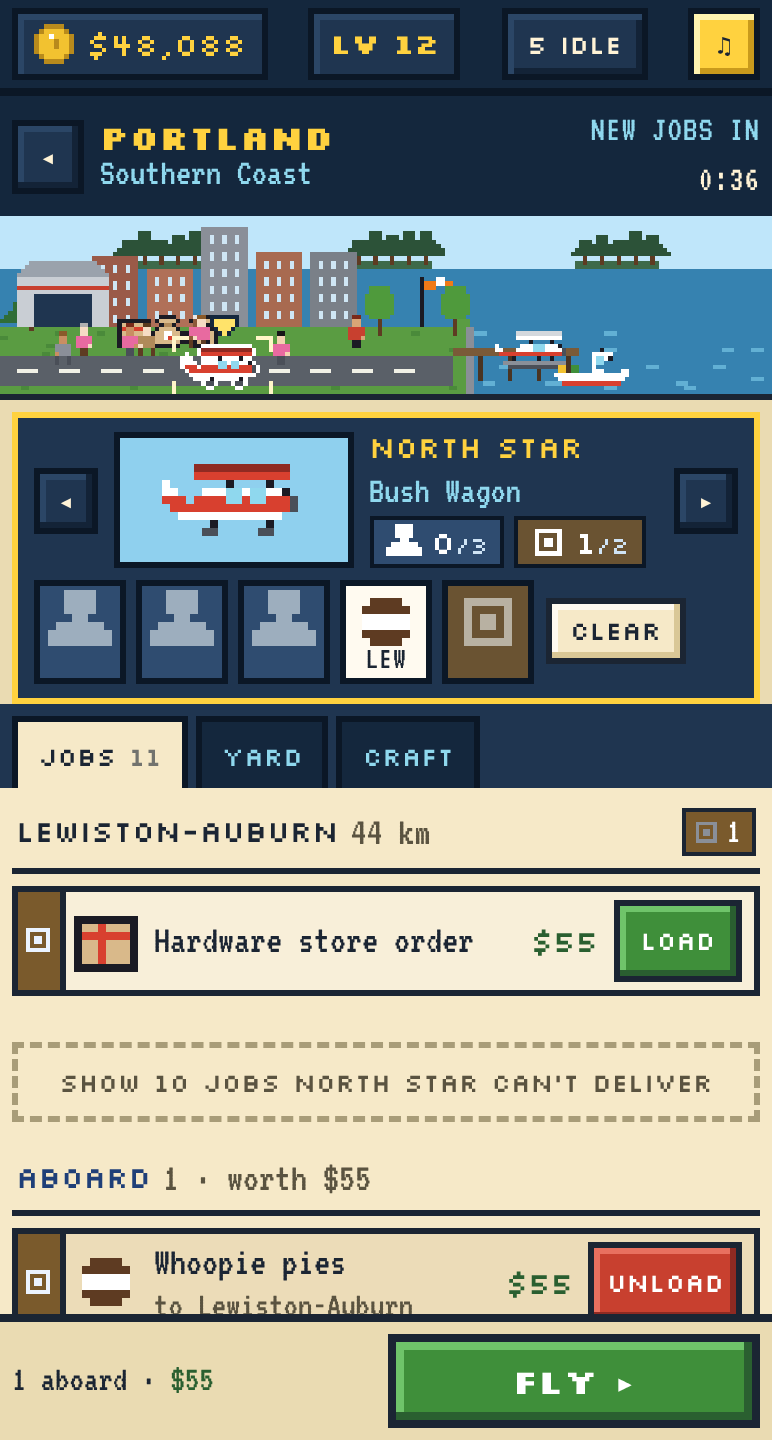 $48,088 LV 12 5 IDLE ♫
◂ PORTLAND NEW JOBS IN
Southern Coast 0:36
NORTH STAR
◂ Bush Wagon ▸
0/3 1/2
LEW CLEAR
JOBS 11 YARD CRAFT
LEWISTON-AUBURN 44 km 1
Hardware store order $55 LOAD
SHOW 10 JOBS NORTH STAR CAN'T DELIVER
ABOARD 1 · worth $55
Whoopie pies $55 UNLOAD
to Lewiston-Auburn
1 aboard · $55 FLY ▸